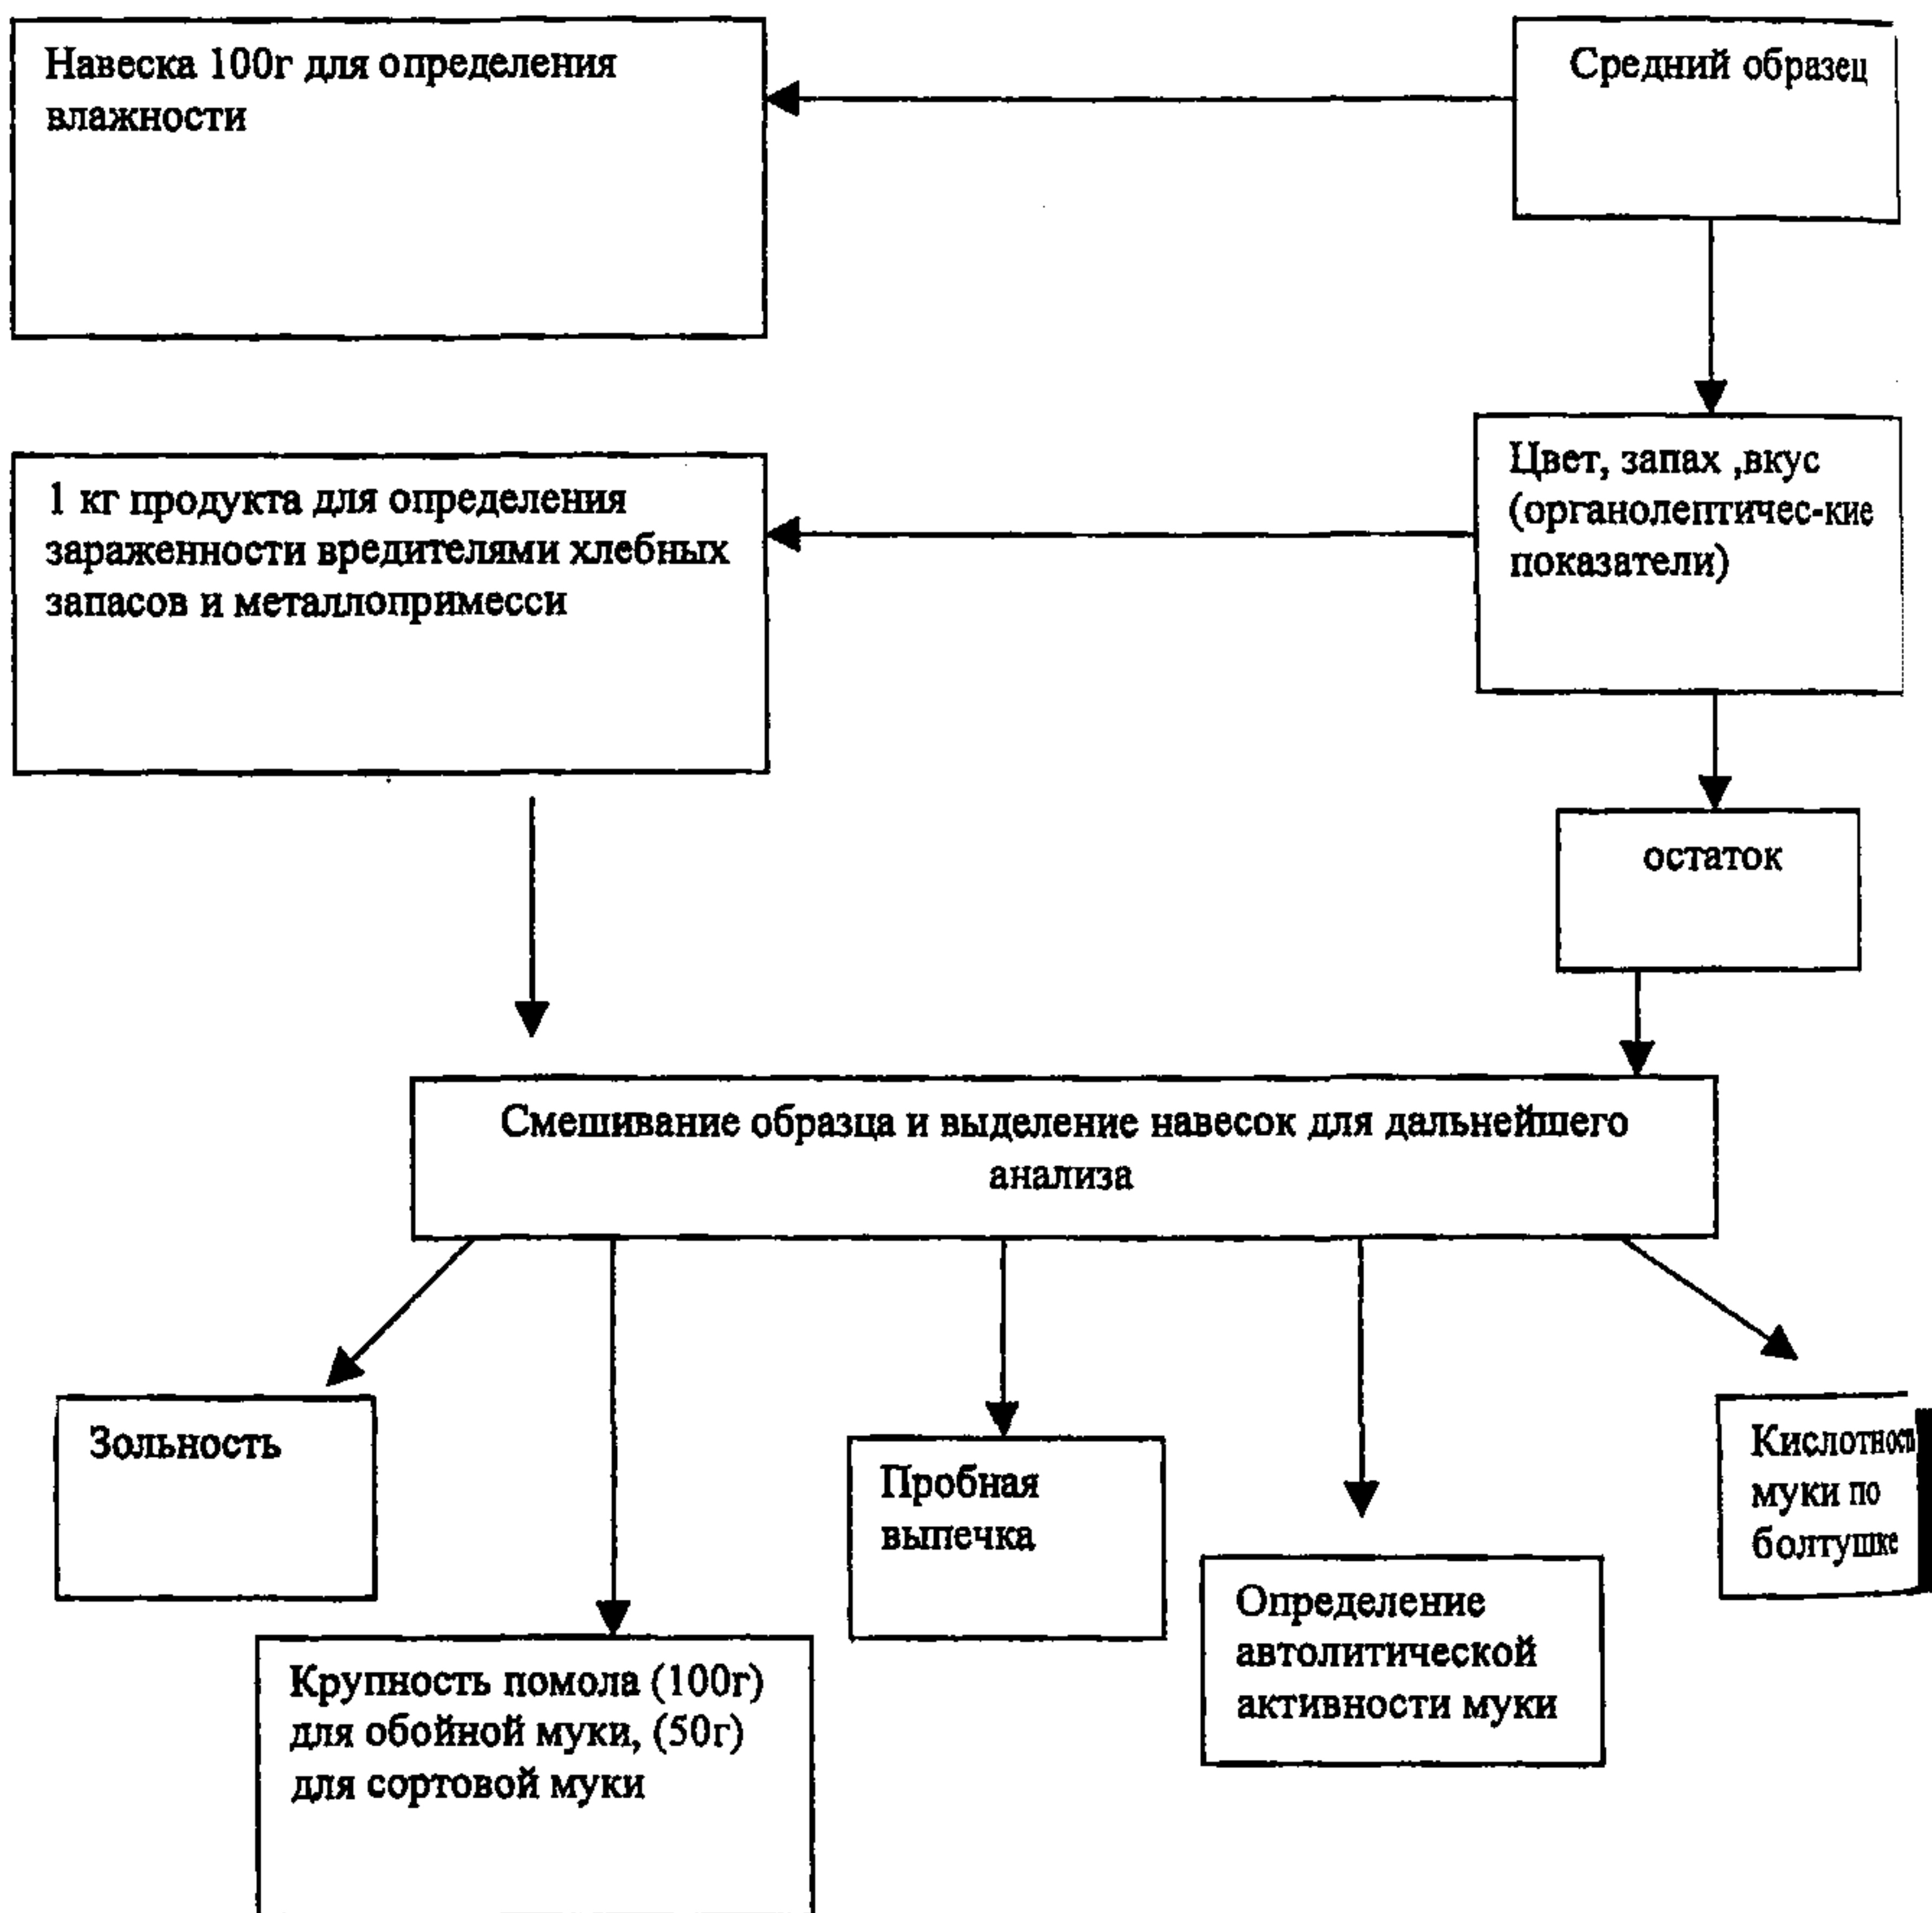 Навеска 100г для определения
влажности
Средний образец
Цвет, запах ,вкус
(органолептичес-кие
показатели)
1 кг продукта для определения
зараженности вредителями хлебных
запасов и металлопримесси
остаток
Смешивание образца и выделение навесок для дальнейшего
анализа
Зольность
Крупность помола (100г)
для обойной муки, (50г)
для сортовой муки
Пробная
выпечка
Определение
автолитической
активности муки
Кислотность
муки по
болтушке